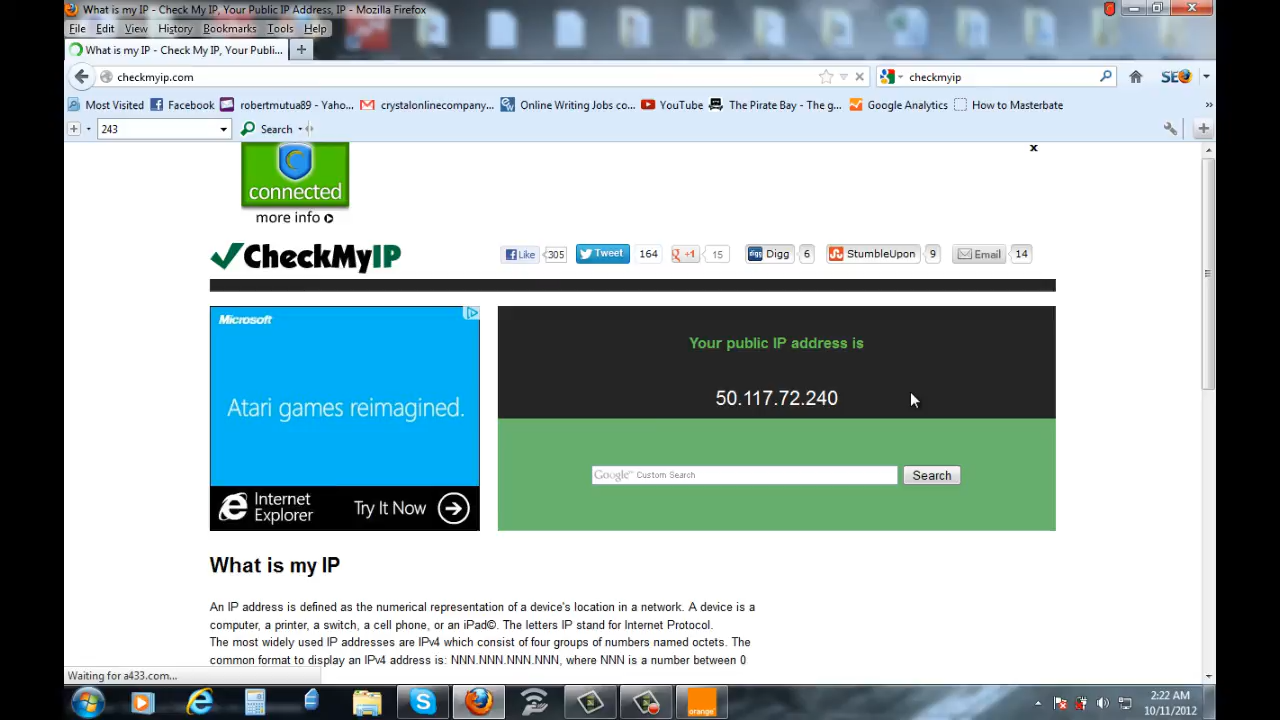 What is my IP - Check My IP, Your Public IP Address, IP - Mozilla Firefox
File Edit View History Bookmarks Tools Help
What is my IP - Check My IP, Your Publi...
checkmyip.com
checkmyip
SEO
Most Visited Facebook robertmutua89 - Yahoo... crystalonlinecompany... Online Writing Jobs co... YouTube The Pirate Bay - The g... Google Analytics How to Masterbate
243 Search
x
connected
more info
CheckMyIP
Like 305 Tweet 164 +1 15 Digg 6 StumbleUpon 9 Email 14
Microsoft
Atari games reimagined.
Internet Explorer Try It Now
Your public IP address is
50.117.72.240
Google™ Custom Search Search
What is my IP
An IP address is defined as the numerical representation of a device's location in a network. A device is a
computer, a printer, a switch, a cell phone, or an iPad©. The letters IP stand for Internet Protocol.
The most widely used IP addresses are IPv4 which consist of four groups of numbers named octets. The
common format to display an IPv4 address is: NNN.NNN.NNN.NNN, where NNN is a number between 0
Waiting for a433.com...
orange
2:22 AM
10/11/2012